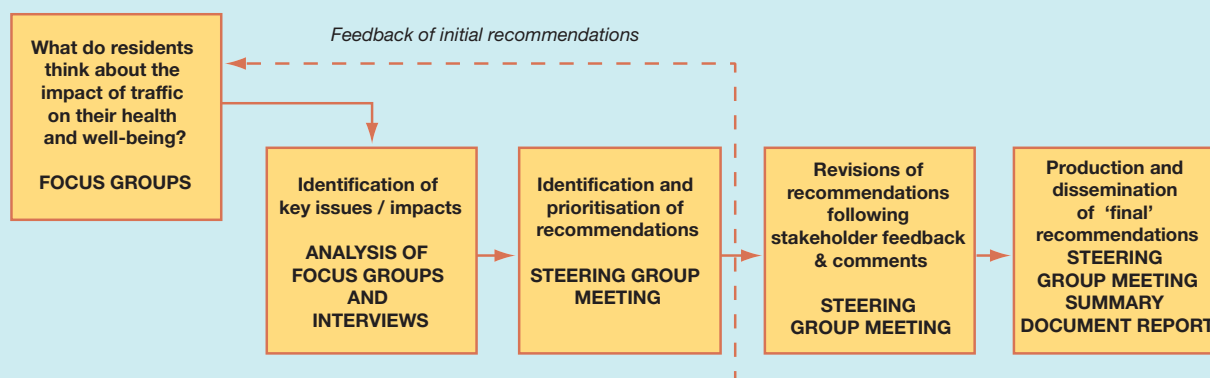 Feedback of initial recommendations
What do residents
think about the
impact of traffic
on their health
and well-being?
FOCUS GROUPS
Identification of
key issues / impacts
ANALYSIS OF
FOCUS GROUPS
AND
INTERVIEWS
Identification and
prioritisation of
recommendations
STEERING GROUP
MEETING
Revisions of
recommendations
following
stakeholder feedback
& comments
STEERING
GROUP MEETING
Production and
dissemination
of ‘final’
recommendations
STEERING
GROUP MEETING
SUMMARY
DOCUMENT REPORT